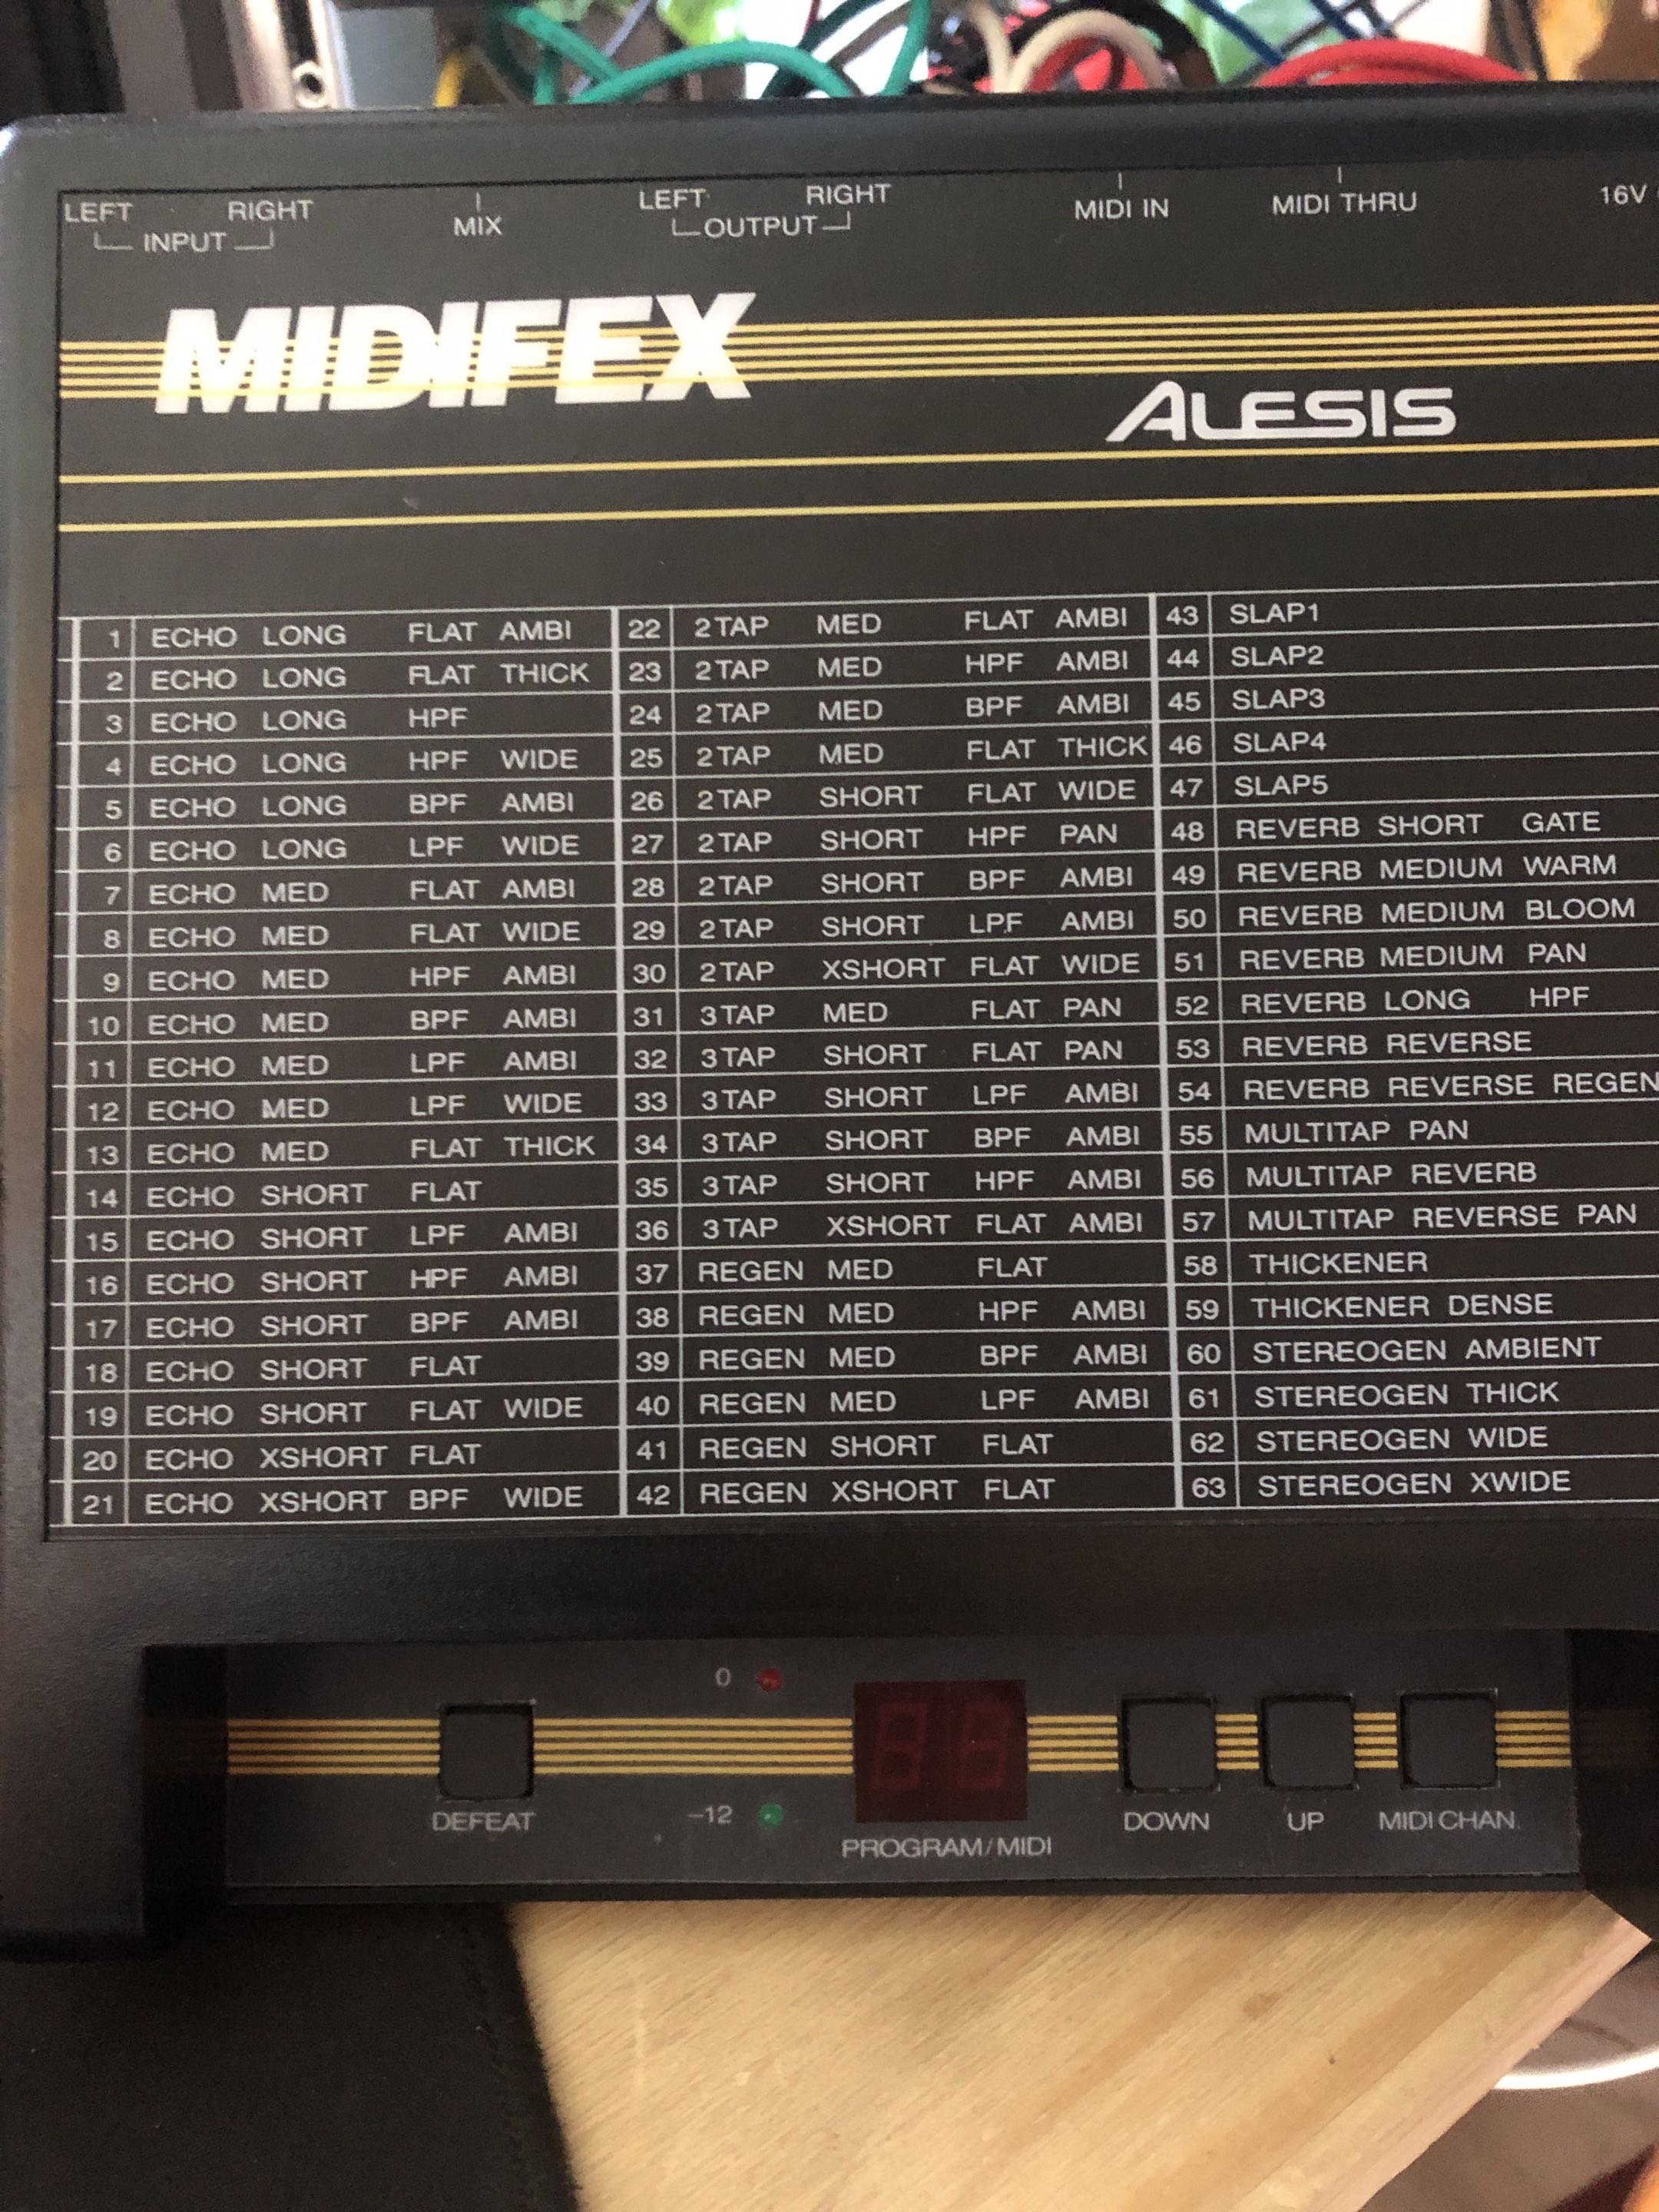 LEFT RIGHT MIX LEFT RIGHT MIDI IN MIDI THRU 16V
INPUT OUTPUT
MIDIFEX
ALESIS
1 ECHO LONG FLAT AMBI 22 2TAP MED FLAT AMBI 43 SLAP1
2 ECHO LONG FLAT THICK 23 2TAP MED HPF AMBI 44 SLAP2
3 ECHO LONG HPF 24 2TAP MED BPF AMBI 45 SLAP3
4 ECHO LONG HPF WIDE 25 2TAP MED FLAT THICK 46 SLAP4
5 ECHO LONG BPF AMBI 26 2TAP SHORT FLAT WIDE 47 SLAP5
6 ECHO LONG LPF WIDE 27 2TAP SHORT HPF PAN 48 REVERB SHORT GATE
7 ECHO MED FLAT AMBI 28 2TAP SHORT BPF AMBI 49 REVERB MEDIUM WARM
8 ECHO MED FLAT WIDE 29 2TAP SHORT LPF AMBI 50 REVERB MEDIUM BLOOM
9 ECHO MED HPF AMBI 30 2TAP XSHORT FLAT WIDE 51 REVERB MEDIUM PAN
10 ECHO MED BPF AMBI 31 3TAP MED FLAT PAN 52 REVERB LONG HPF
11 ECHO MED LPF AMBI 32 3TAP SHORT FLAT PAN 53 REVERB REVERSE
12 ECHO MED LPF WIDE 33 3TAP SHORT LPF AMBI 54 REVERB REVERSE REGEN
13 ECHO MED FLAT THICK 34 3TAP SHORT BPF AMBI 55 MULTITAP PAN
14 ECHO SHORT FLAT 35 3TAP SHORT HPF AMBI 56 MULTITAP REVERB
15 ECHO SHORT LPF AMBI 36 3TAP XSHORT FLAT AMBI 57 MULTITAP REVERSE PAN
16 ECHO SHORT HPF AMBI 37 REGEN MED FLAT 58 THICKENER
17 ECHO SHORT BPF AMBI 38 REGEN MED HPF AMBI 59 THICKENER DENSE
18 ECHO SHORT FLAT 39 REGEN MED BPF AMBI 60 STEREOGEN AMBIENT
19 ECHO SHORT FLAT WIDE 40 REGEN MED LPF AMBI 61 STEREOGEN THICK
20 ECHO XSHORT FLAT 41 REGEN SHORT FLAT 62 STEREOGEN WIDE
21 ECHO XSHORT BPF WIDE 42 REGEN XSHORT FLAT 63 STEREOGEN XWIDE
0
-12
DEFEAT DOWN UP MIDI CHAN.
PROGRAM/MIDI